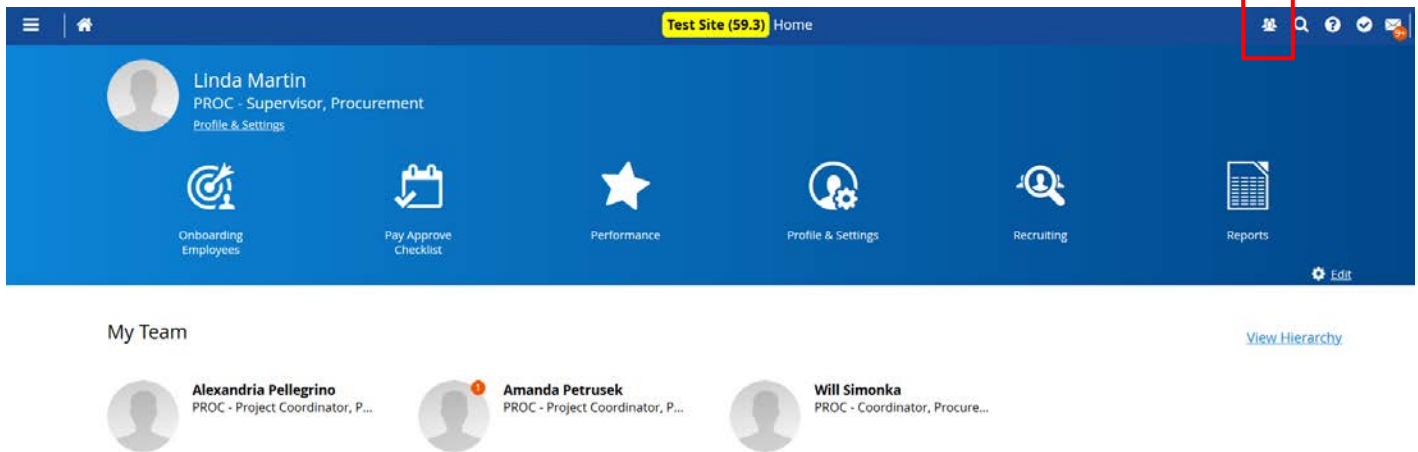 Test Site (59.3) Home
9+
Linda Martin
PROC - Supervisor, Procurement
Profile & Settings
Onboarding
Employees
Pay Approve
Checklist
Performance
Profile & Settings
Recruiting
Reports
Edit
My Team
View Hierarchy
Alexandria Pellegrino
PROC - Project Coordinator, P...
1
Amanda Petrusek
PROC - Project Coordinator, P...
Will Simonka
PROC - Coordinator, Procure...